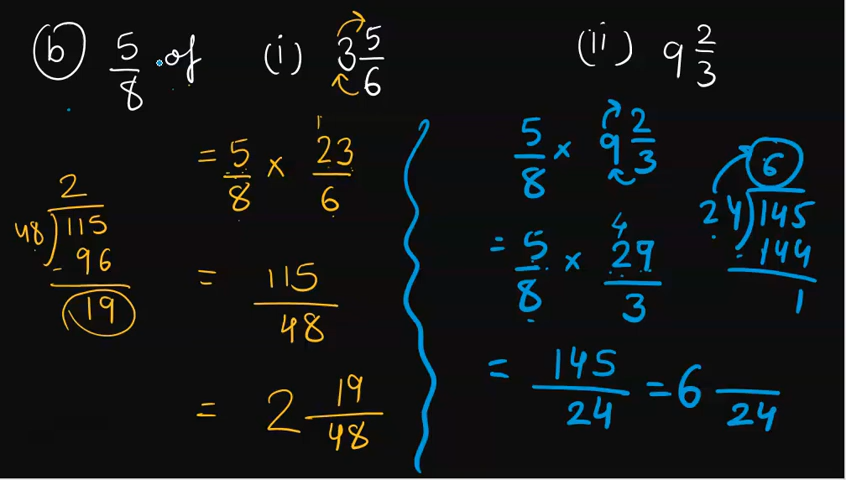 (b) 5/8 of (i) 3 5/6 (ii) 9 2/3
= 5/8 × 23/6
1
2
48)115
- 96
19
= 115/48
= 2 19/48
5/8 × 9 2/3
= 5/8 × 29/3
4
6
24)145
- 144
1
= 145/24 = 6 /24